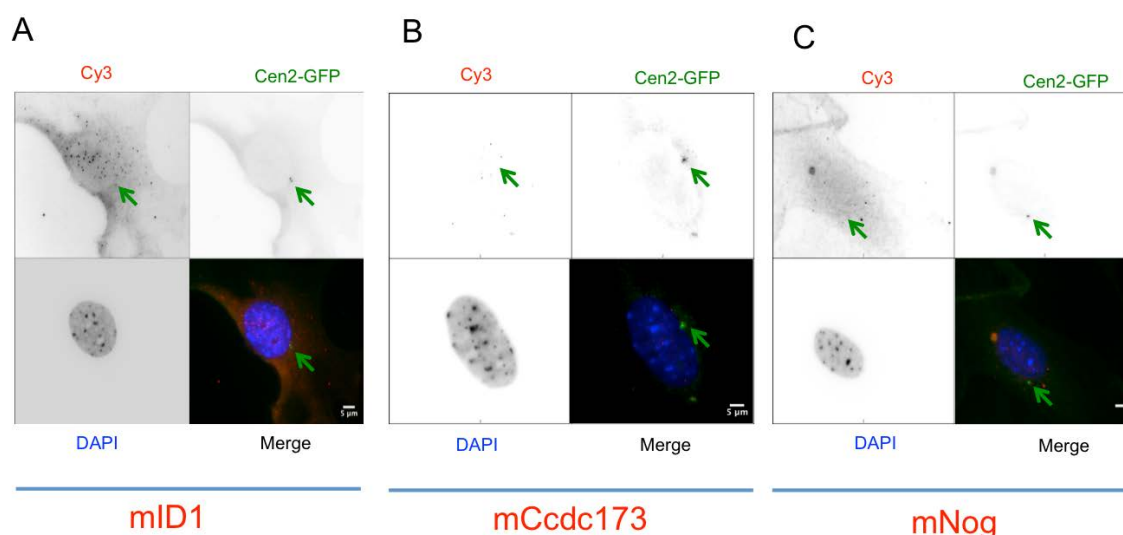 A
B
C
Cy3
Cen2-GFP
Cy3
Cen2-GFP
Cy3
Cen2-GFP
5 µm
5 µm
DAPI
Merge
DAPI
Merge
DAPI
Merge
mID1
mCcdc173
mNog